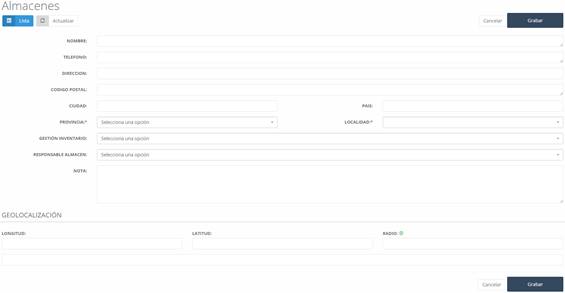 Almacenes
Lista Actualizar Cancelar Grabar
NOMBRE:
TELEFONO:
DIRECCION:
CODIGO POSTAL:
CIUDAD: PAIS:
PROVINCIA:* Selecciona una opción LOCALIDAD:*
GESTIÓN INVENTARIO: Selecciona una opción
RESPONSABLE ALMACEN: Selecciona una opción
NOTA:
GEOLOCALIZACIÓN
LONGITUD: LATITUD: RADIO:
Cancelar Grabar